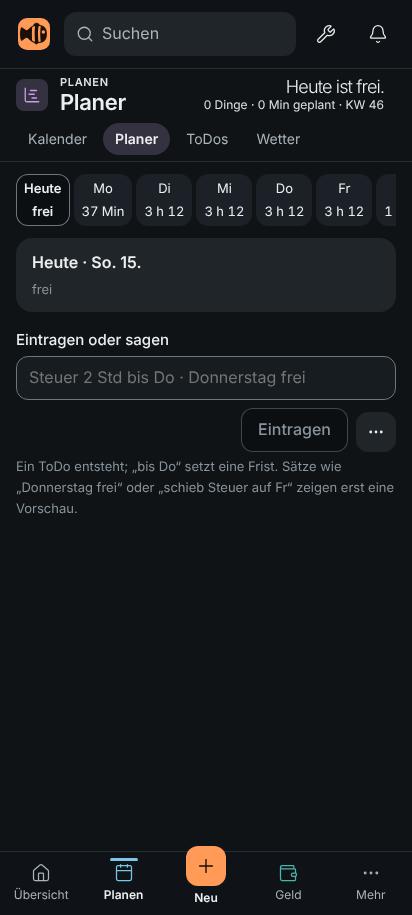 Suchen
PLANEN
Planer
Heute ist frei.
0 Dinge · 0 Min geplant · KW 46
Kalender Planer ToDos Wetter
Heute Mo Di Mi Do Fr
frei 37 Min 3 h 12 3 h 12 3 h 12 3 h 12 1
Heute · So. 15.
frei
Eintragen oder sagen
Steuer 2 Std bis Do · Donnerstag frei
Eintragen
Ein ToDo entsteht; „bis Do“ setzt eine Frist. Sätze wie
„Donnerstag frei“ oder „schieb Steuer auf Fr“ zeigen erst eine
Vorschau.
Übersicht Planen Neu Geld Mehr